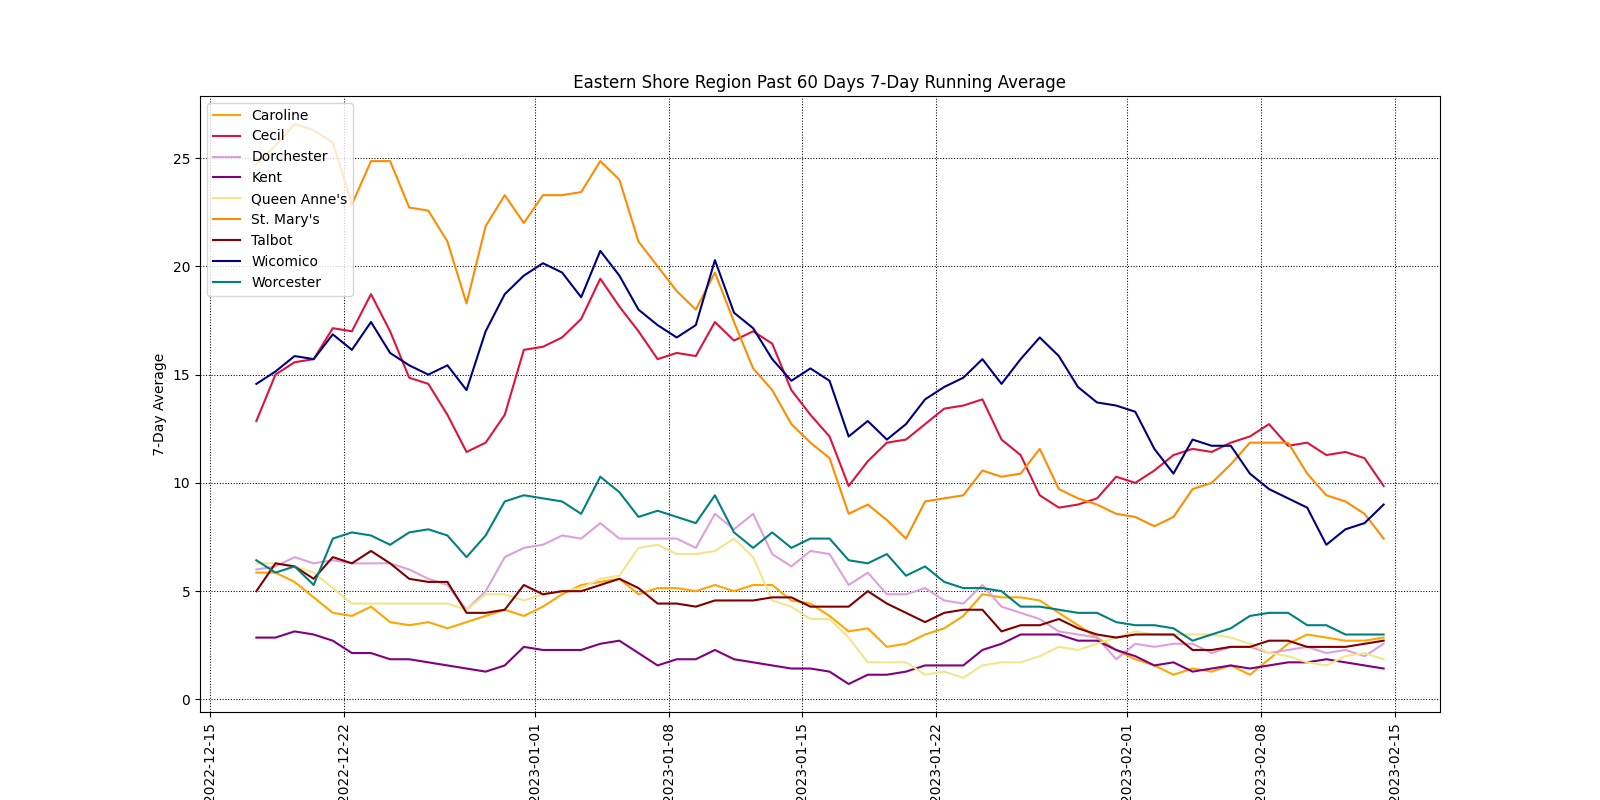 Eastern Shore Region Past 60 Days 7-Day Running Average
Caroline
Cecil
Dorchester
Kent
Queen Anne's
St. Mary's
Talbot
Wicomico
Worcester
7-Day Average
25
20
15
10
5
0
2022-12-15
2022-12-22
2023-01-01
2023-01-08
2023-01-15
2023-01-22
2023-02-01
2023-02-08
2023-02-15